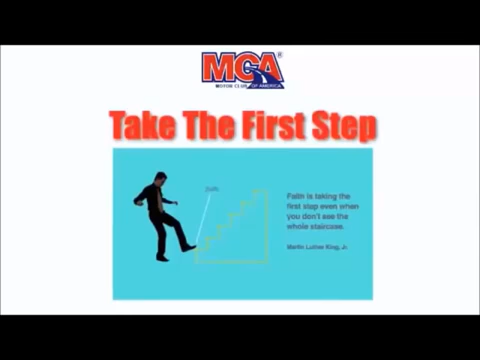 MCA®
MOTOR CLUB OF AMERICA
Take The First Step
faith
Faith is taking the
first step even when
you don't see the
whole staircase.
Martin Luther King, Jr.